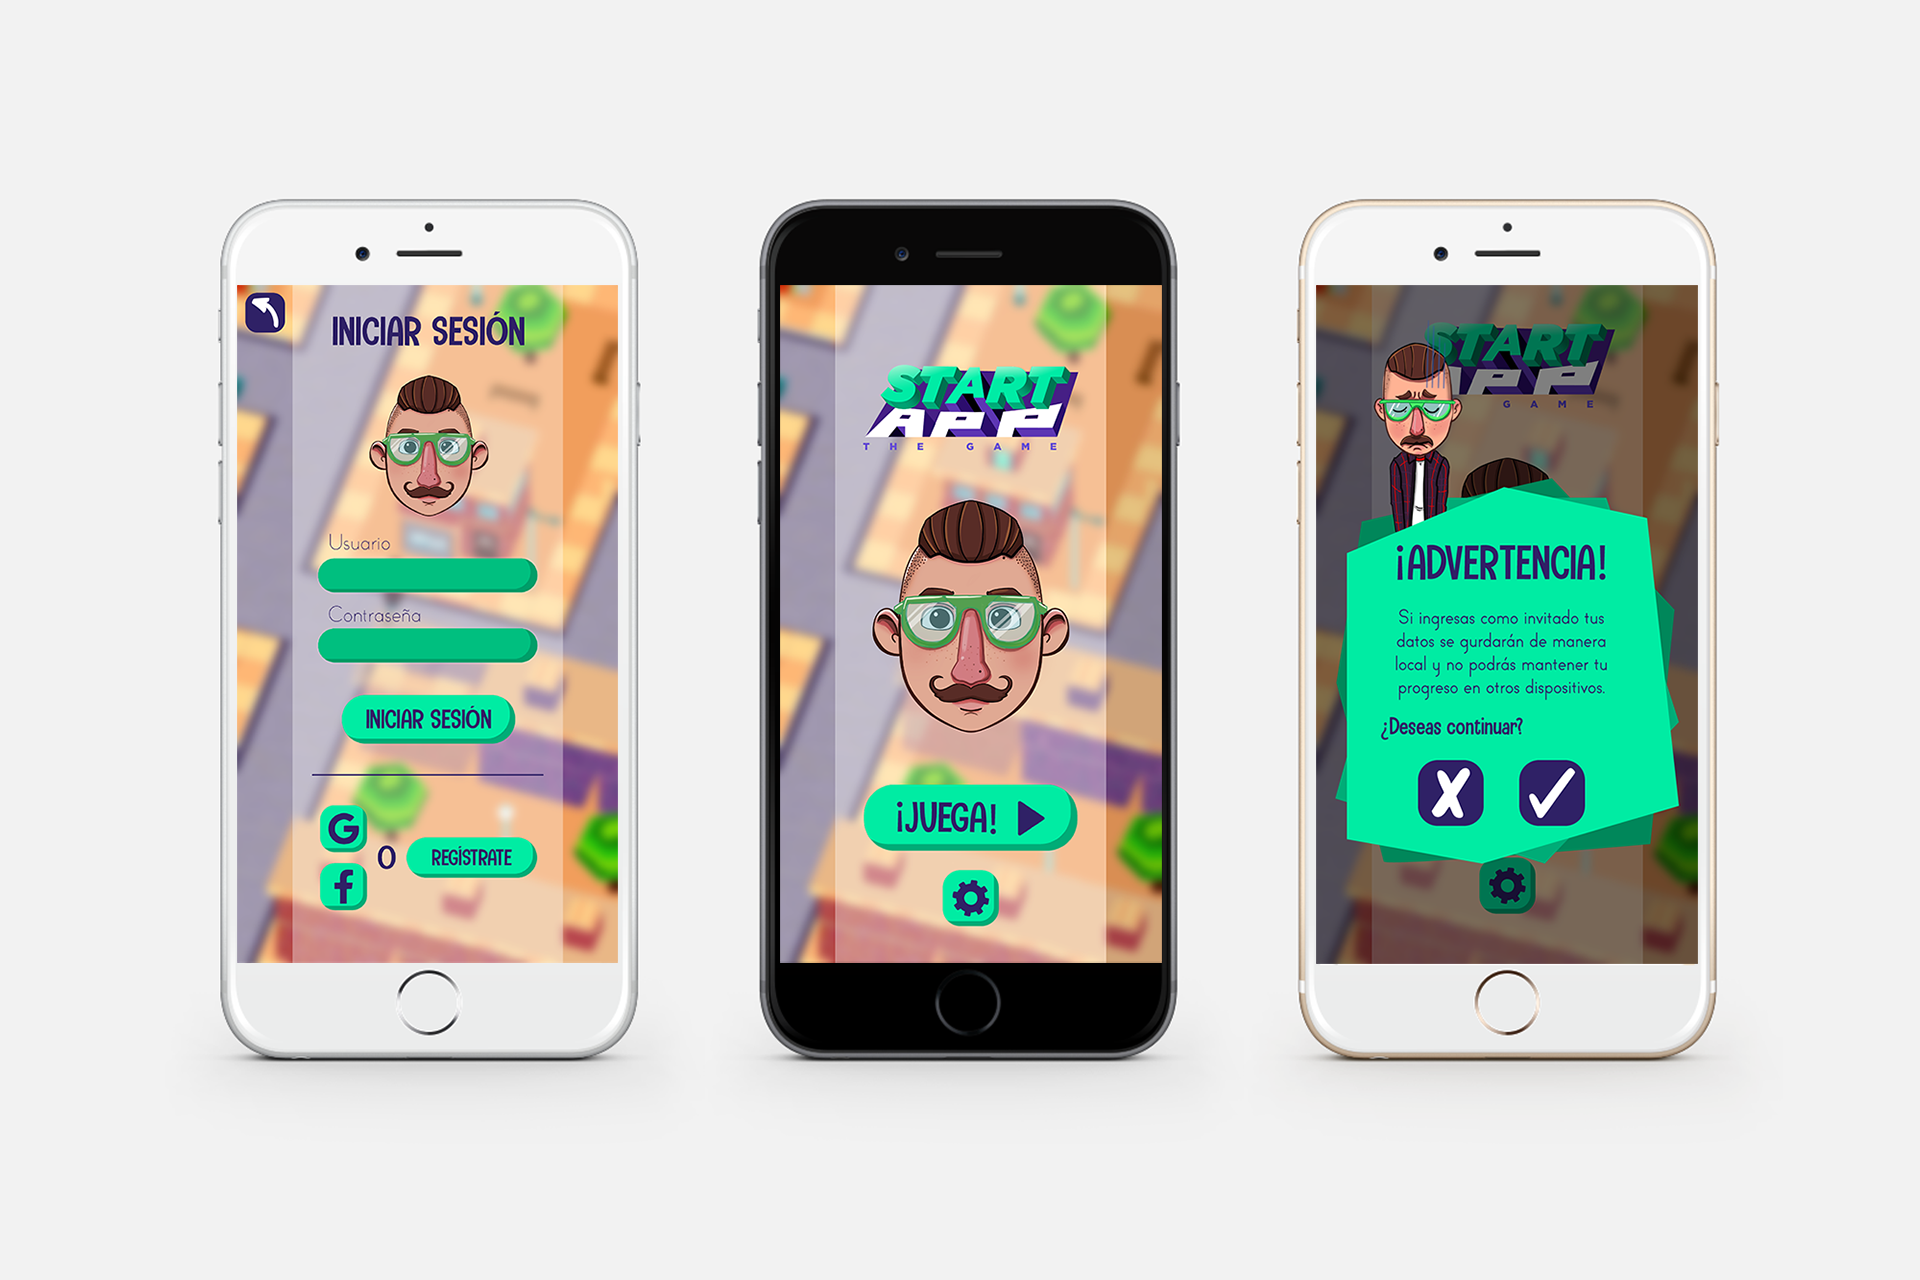 INICIAR SESIÓN
Usuario
Contraseña
INICIAR SESIÓN
G
f
O
REGÍSTRATE
START
APP
THE GAME
¡JUEGA!
START
APP
GAME
¡ADVERTENCIA!
Si ingresas como invitado tus
datos se gurdarán de manera
local y no podrás mantener tu
progreso en otros dispositivos.
¿Deseas continuar?